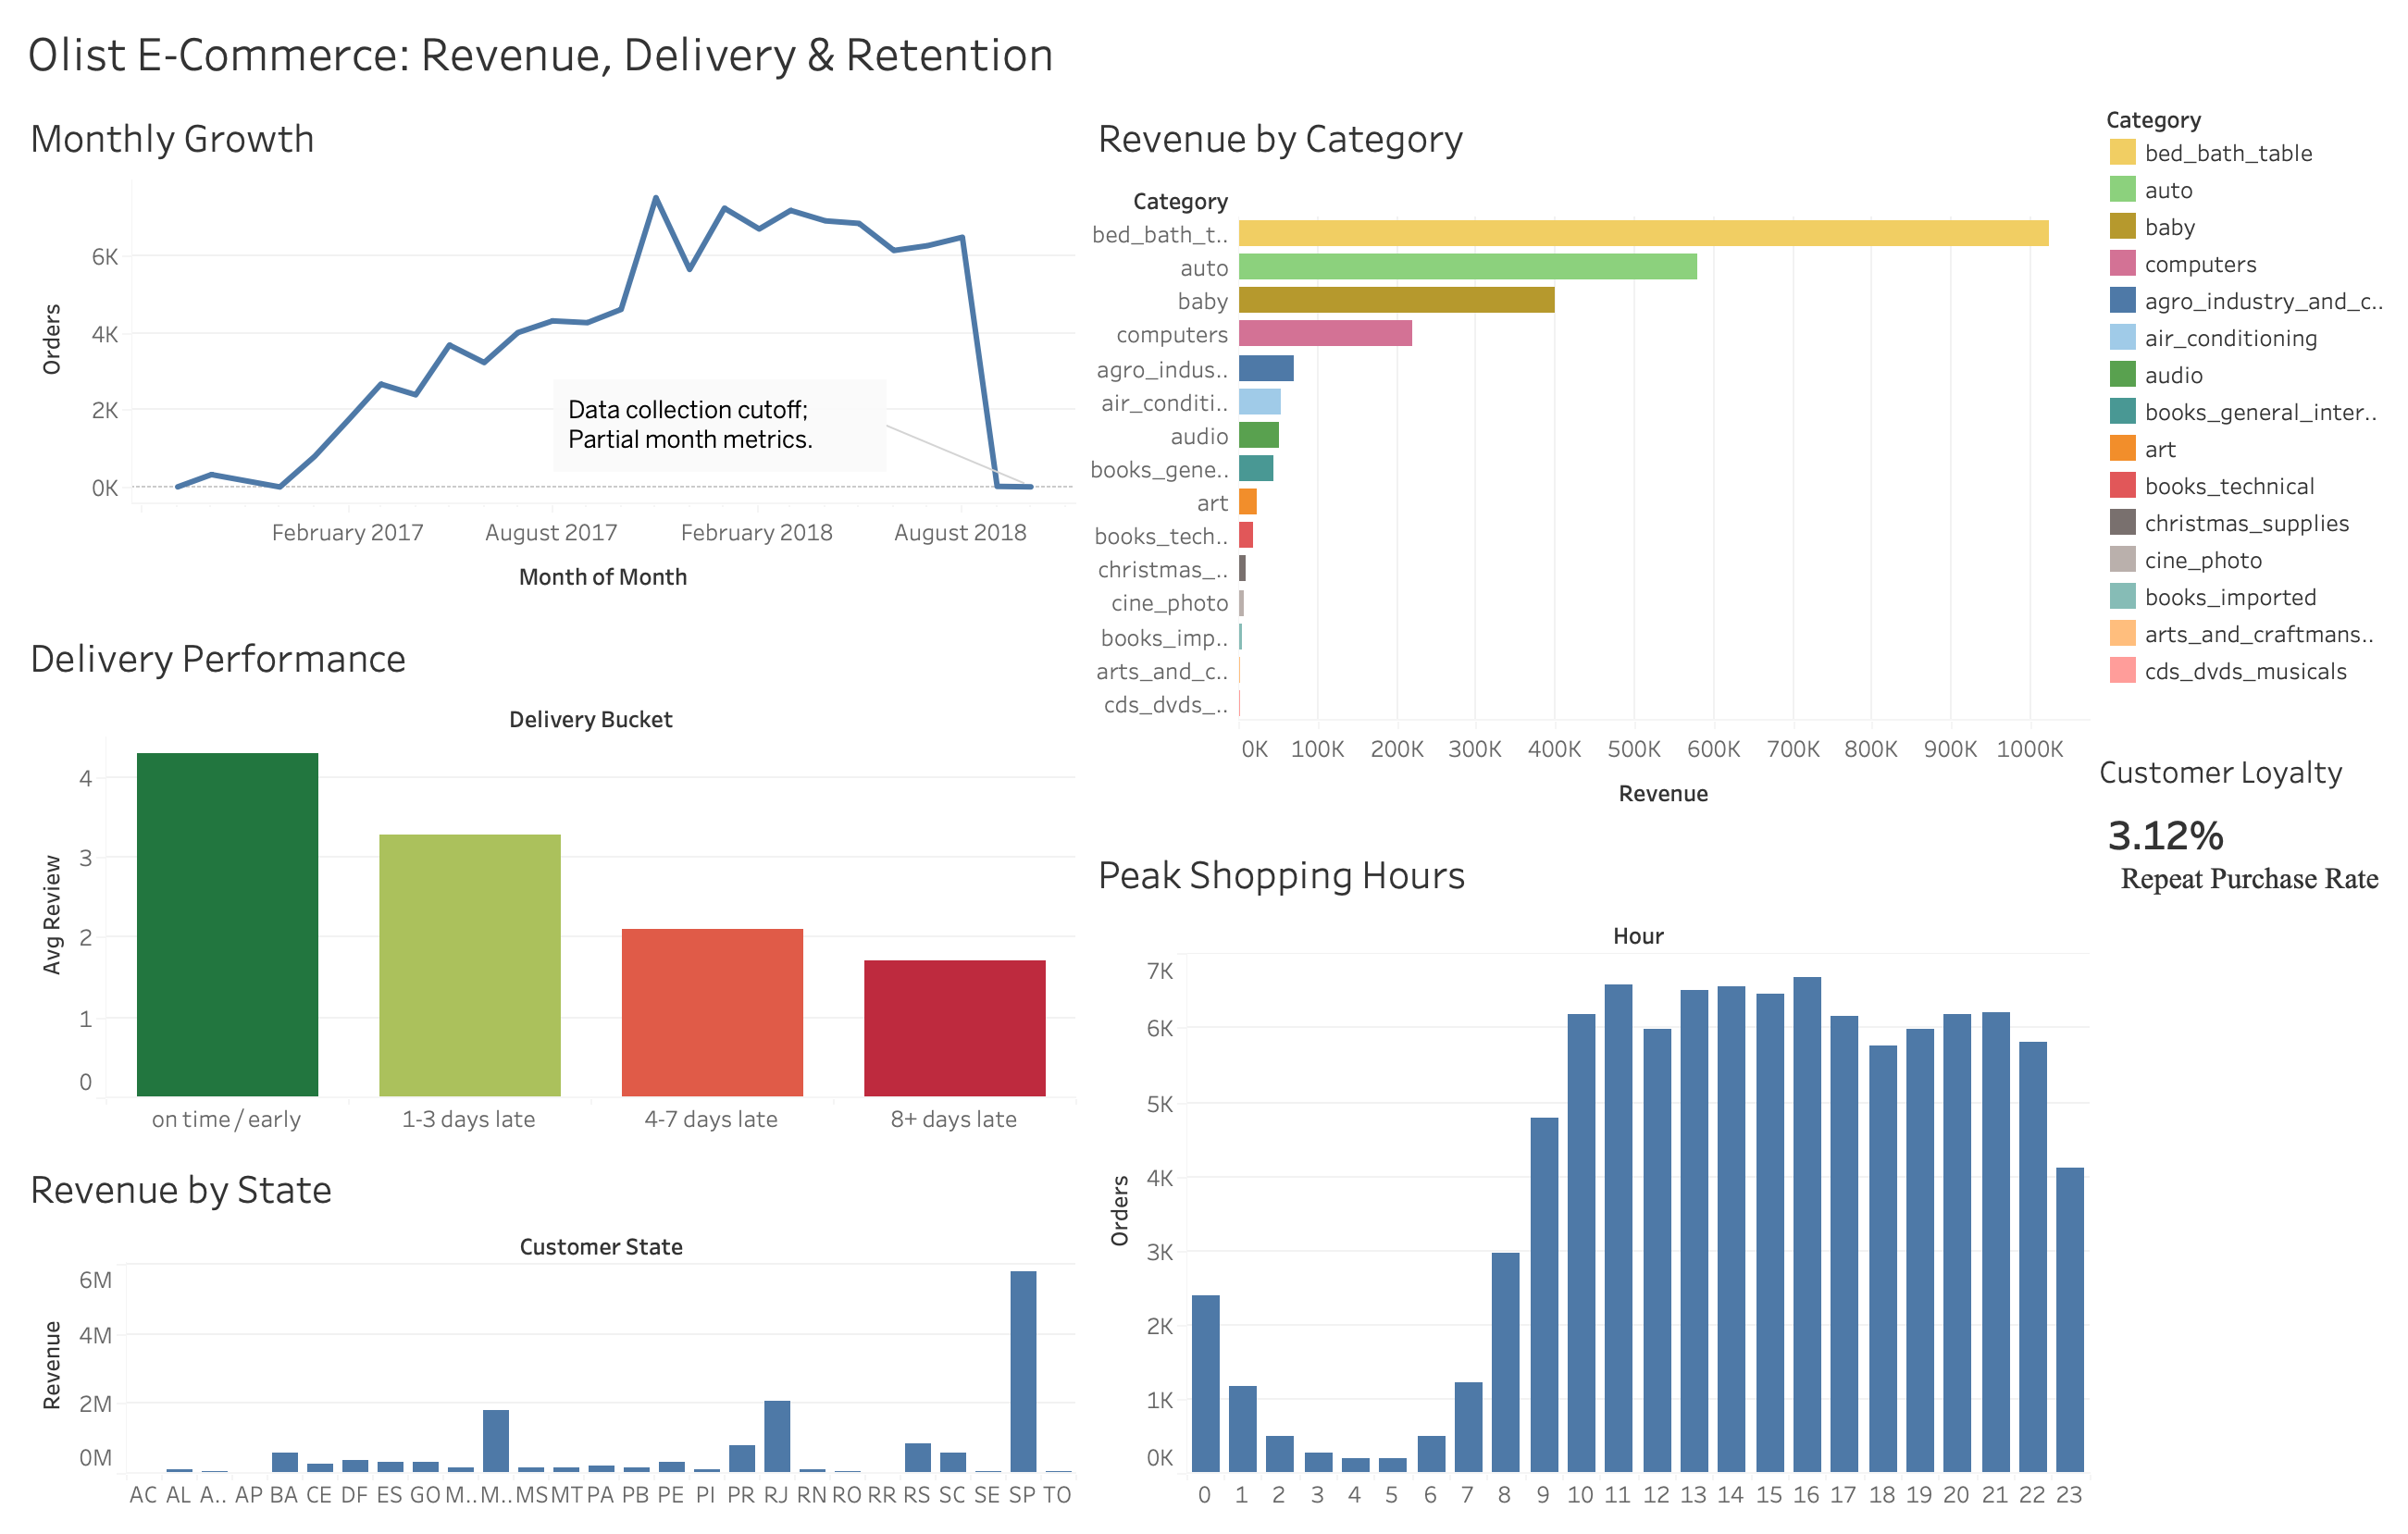 Olist E-Commerce: Revenue, Delivery & Retention
Monthly Growth
Orders
6K
4K
2K
0K
Data collection cutoff;
Partial month metrics.
February 2017
August 2017
February 2018
August 2018
Month of Month
Delivery Performance
Delivery Bucket
Avg Review
4
3
2
1
0
on time / early
1-3 days late
4-7 days late
8+ days late
Revenue by State
Customer State
Revenue
6M
4M
2M
0M
AC AL A.. AP BA CE DF ES GO M.. M.. MS MT PA PB PE PI PR RJ RN RO RR RS SC SE SP TO
Revenue by Category
Category
bed_bath_t..
auto
baby
computers
agro_indus..
air_conditi..
audio
books_gene..
art
books_tech..
christmas_..
cine_photo
books_imp..
arts_and_c..
cds_dvds_..
0K 100K 200K 300K 400K 500K 600K 700K 800K 900K 1000K
Revenue
Peak Shopping Hours
Hour
Orders
7K
6K
5K
4K
3K
2K
1K
0K
0 1 2 3 4 5 6 7 8 9 10 11 12 13 14 15 16 17 18 19 20 21 22 23
Category
bed_bath_table
auto
baby
computers
agro_industry_and_c..
air_conditioning
audio
books_general_inter..
art
books_technical
christmas_supplies
cine_photo
books_imported
arts_and_craftmans..
cds_dvds_musicals
Customer Loyalty
3.12%
Repeat Purchase Rate